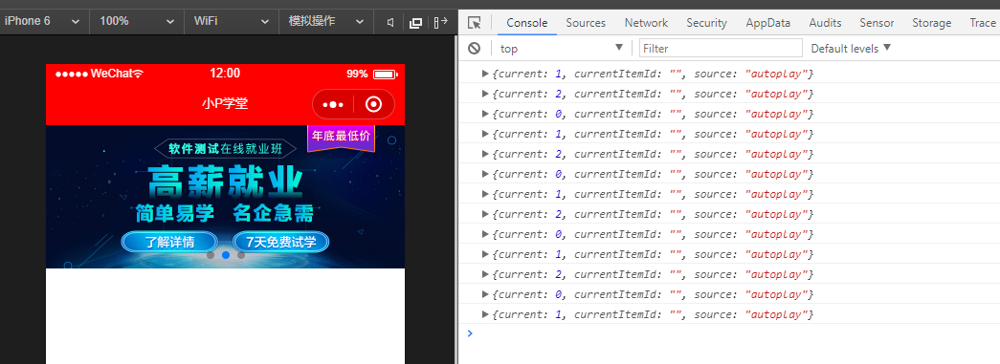 iPhone 6 100% WiFi 模拟操作
Console Sources Network Security AppData Audits Sensor Storage Trace
top Filter Default levels
WeChat 12:00 99%
小P学堂
年底最低价
软件测试在线就业班
高薪就业
简单易学 名企急需
了解详情 7天免费试学
{current: 1, currentItemId: "", source: "autoplay"}
{current: 2, currentItemId: "", source: "autoplay"}
{current: 0, currentItemId: "", source: "autoplay"}
{current: 1, currentItemId: "", source: "autoplay"}
{current: 2, currentItemId: "", source: "autoplay"}
{current: 0, currentItemId: "", source: "autoplay"}
{current: 1, currentItemId: "", source: "autoplay"}
{current: 2, currentItemId: "", source: "autoplay"}
{current: 0, currentItemId: "", source: "autoplay"}
{current: 1, currentItemId: "", source: "autoplay"}
{current: 2, currentItemId: "", source: "autoplay"}
{current: 0, currentItemId: "", source: "autoplay"}
{current: 1, currentItemId: "", source: "autoplay"}